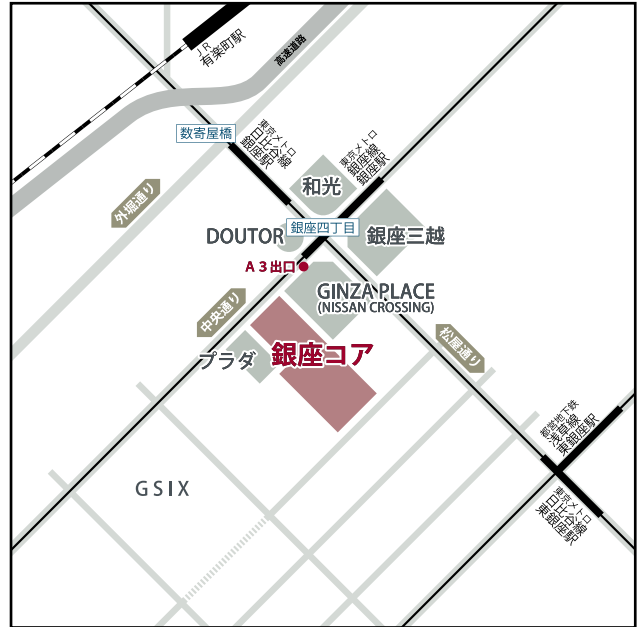 JR
有楽町駅
高速道路
数寄屋橋
東京メトロ
日比谷線
銀座駅
東京メトロ
銀座線
銀座駅
和光
外堀通り
銀座四丁目
DOUTOR
銀座三越
A3出口
GINZA PLACE
(NISSAN CROSSING)
中央通り
松屋通り
プラダ
銀座コア
都営地下鉄
浅草線
東銀座駅
GSIX
東京メトロ
日比谷線
東銀座駅